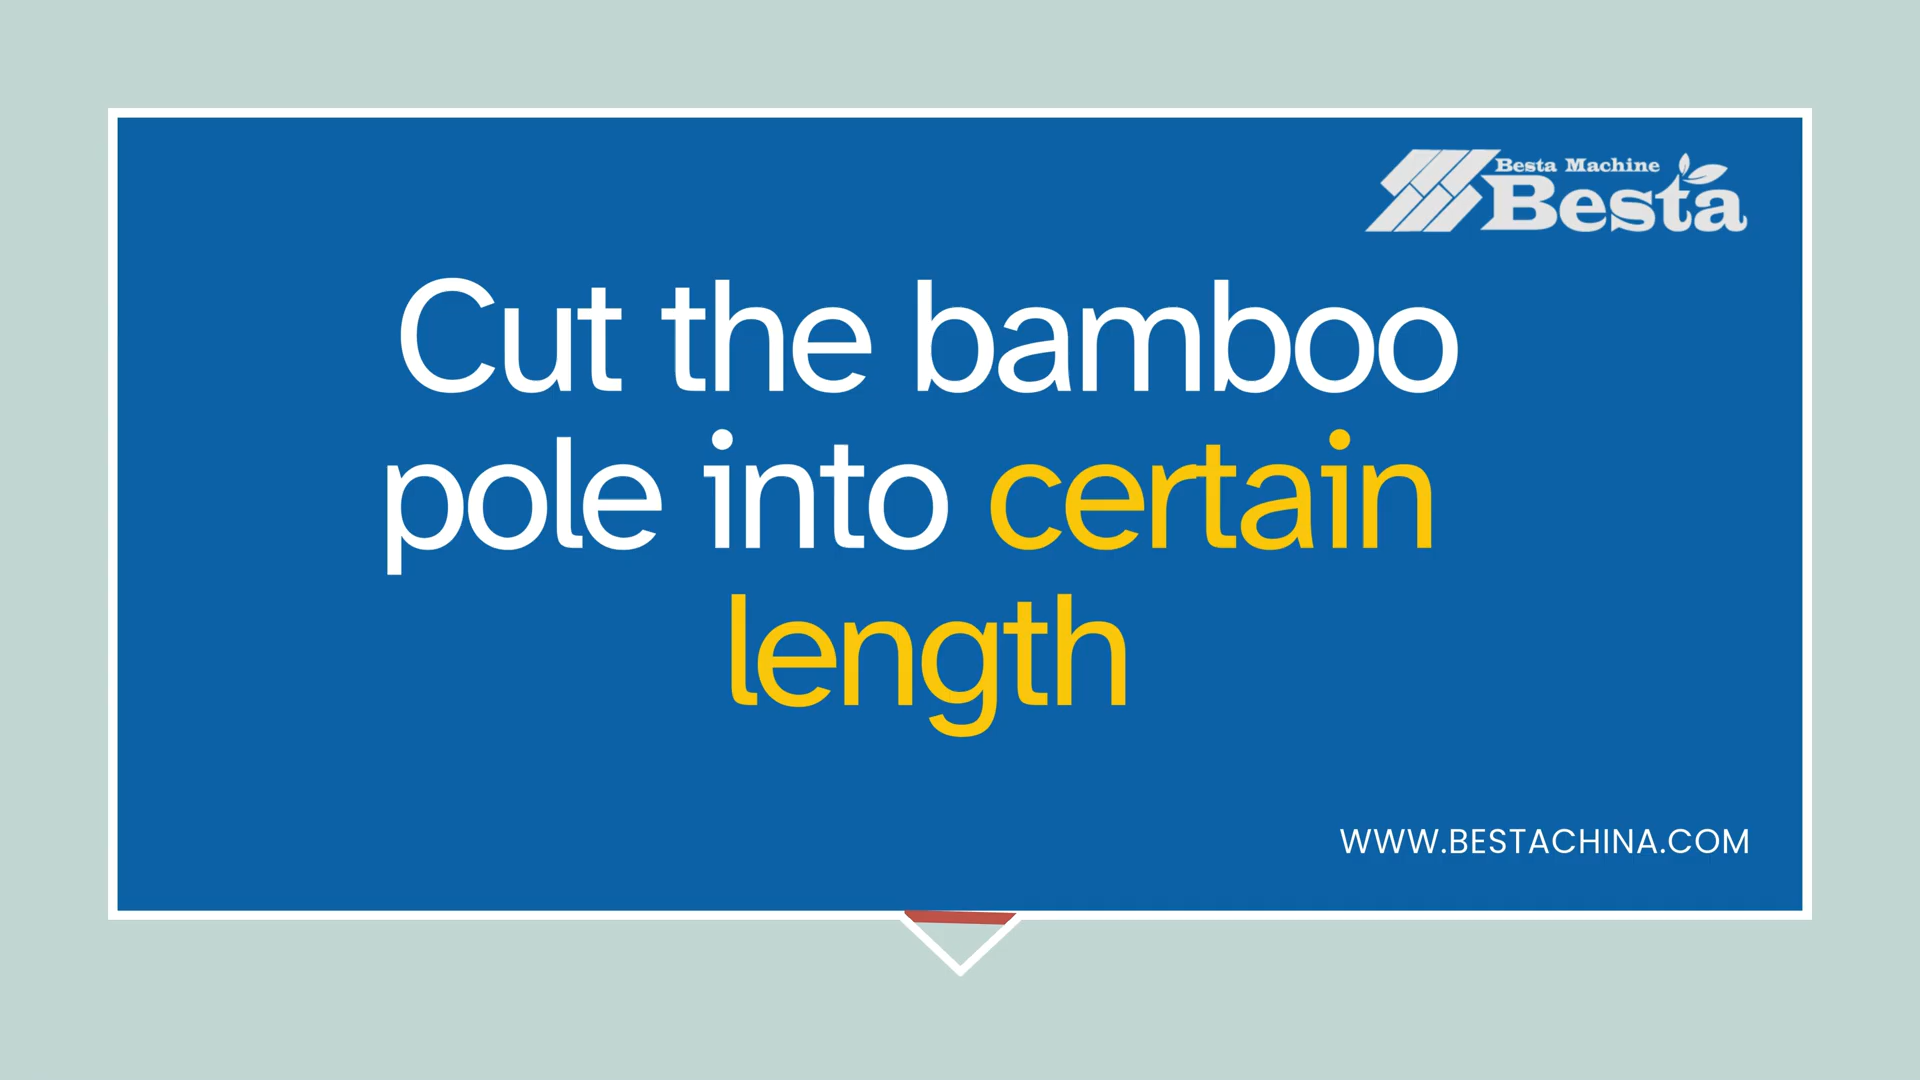 Besta Machine
Besta
Cut the bamboo
pole into certain
length
WWW.BESTACHINA.COM